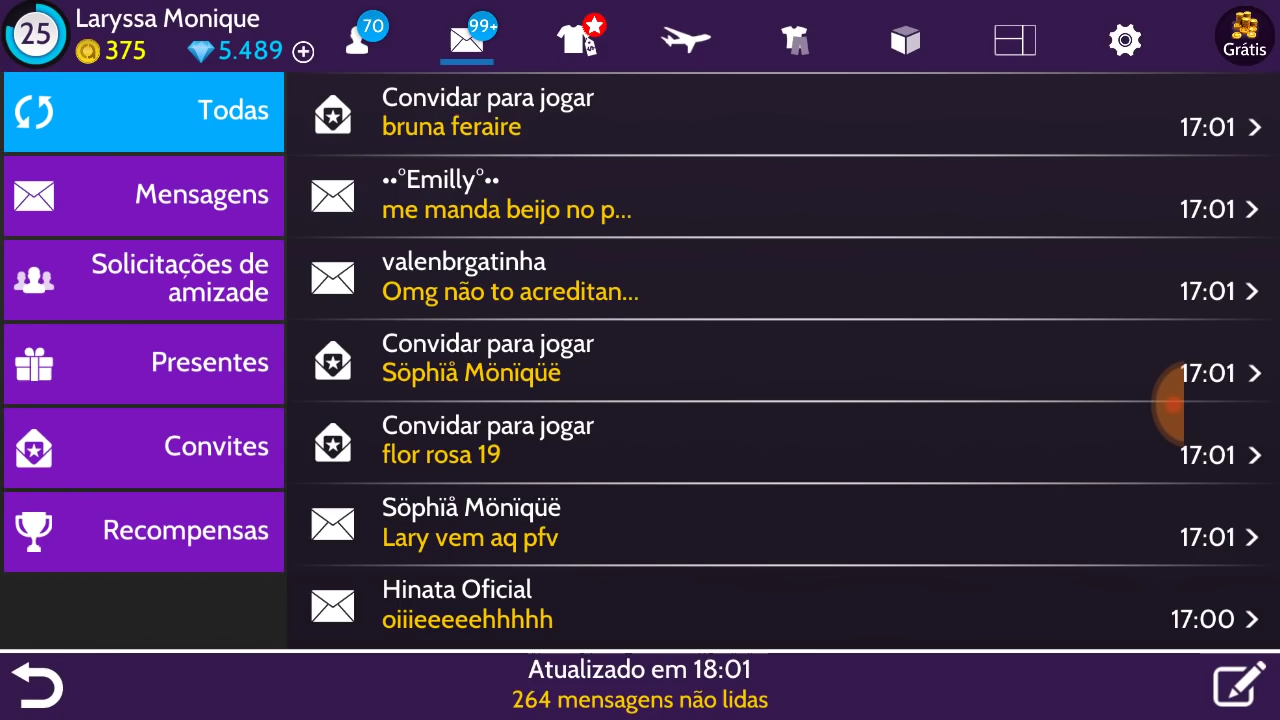 25
Laryssa Monique
375
5.489
70
99+
Grátis
Todas
Mensagens
Solicitações de
amizade
Presentes
Convites
Recompensas
Convidar para jogar
bruna feraire
17:01
••°Emilly°••
me manda beijo no p...
17:01
valenbrgatinha
Omg não to acreditan...
17:01
Convidar para jogar
Söphïå Mönïqüë
17:01
Convidar para jogar
flor rosa 19
17:01
Söphïå Mönïqüë
Lary vem aq pfv
17:01
Hinata Oficial
oiiieeeeehhhhh
17:00
Atualizado em 18:01
264 mensagens não lidas